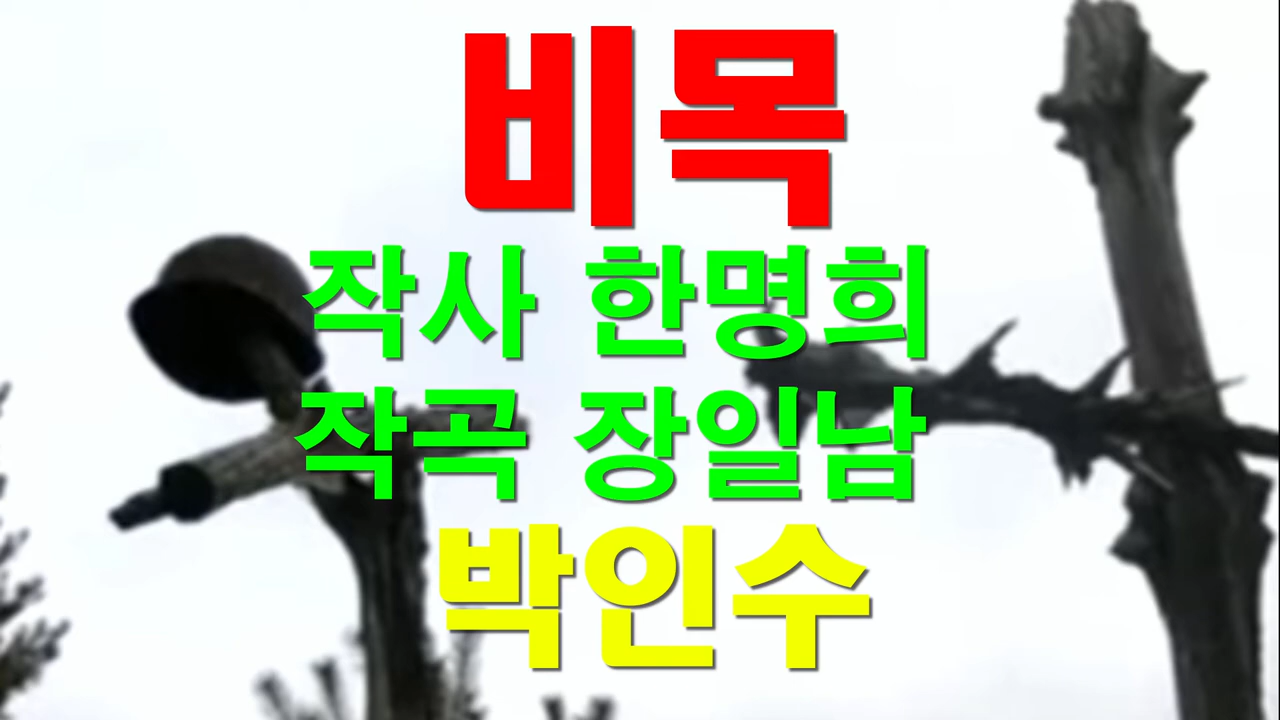 비목
작사 한명희
작곡 장일남
박인수